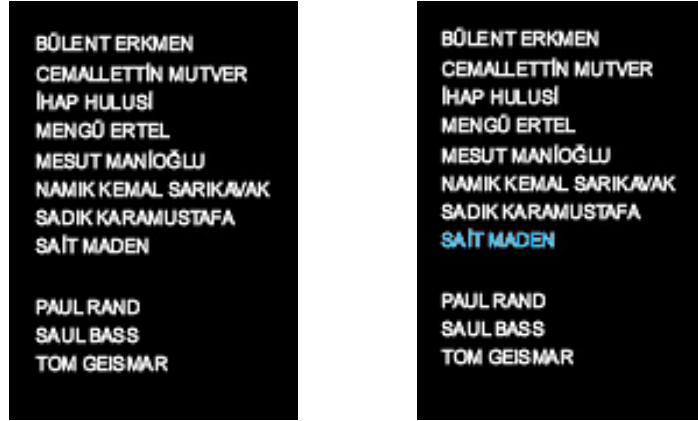 BÜLENT ERKMEN
CEMALLETTİN MUTVER
İHAP HULUSİ
MENGÜ ERTEL
MESUT MANİOĞLU
NAMIK KEMAL SARIKAVAK
SADIK KARAMUSTAFA
SAİT MADEN
PAUL RAND
SAUL BASS
TOM GEISMAR
BÜLENT ERKMEN
CEMALLETTİN MUTVER
İHAP HULUSİ
MENGÜ ERTEL
MESUT MANİOĞLU
NAMIK KEMAL SARIKAVAK
SADIK KARAMUSTAFA
SAİT MADEN
PAUL RAND
SAUL BASS
TOM GEISMAR